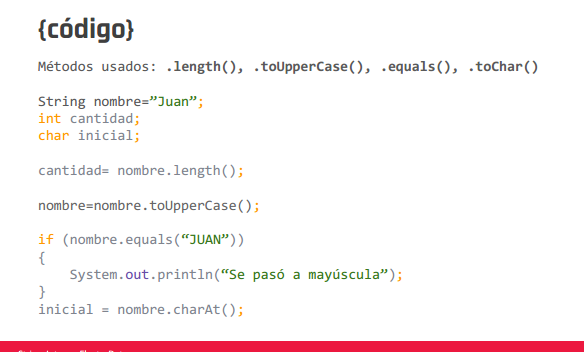 {código}
Métodos usados: .length(), .toUpperCase(), .equals(), .toChar()
String nombre=”Juan”;
int cantidad;
char inicial;
cantidad= nombre.length();
nombre=nombre.toUpperCase();
if (nombre.equals(“JUAN”))
{
System.out.println(“Se pasó a mayúscula”);
}
inicial = nombre.charAt();